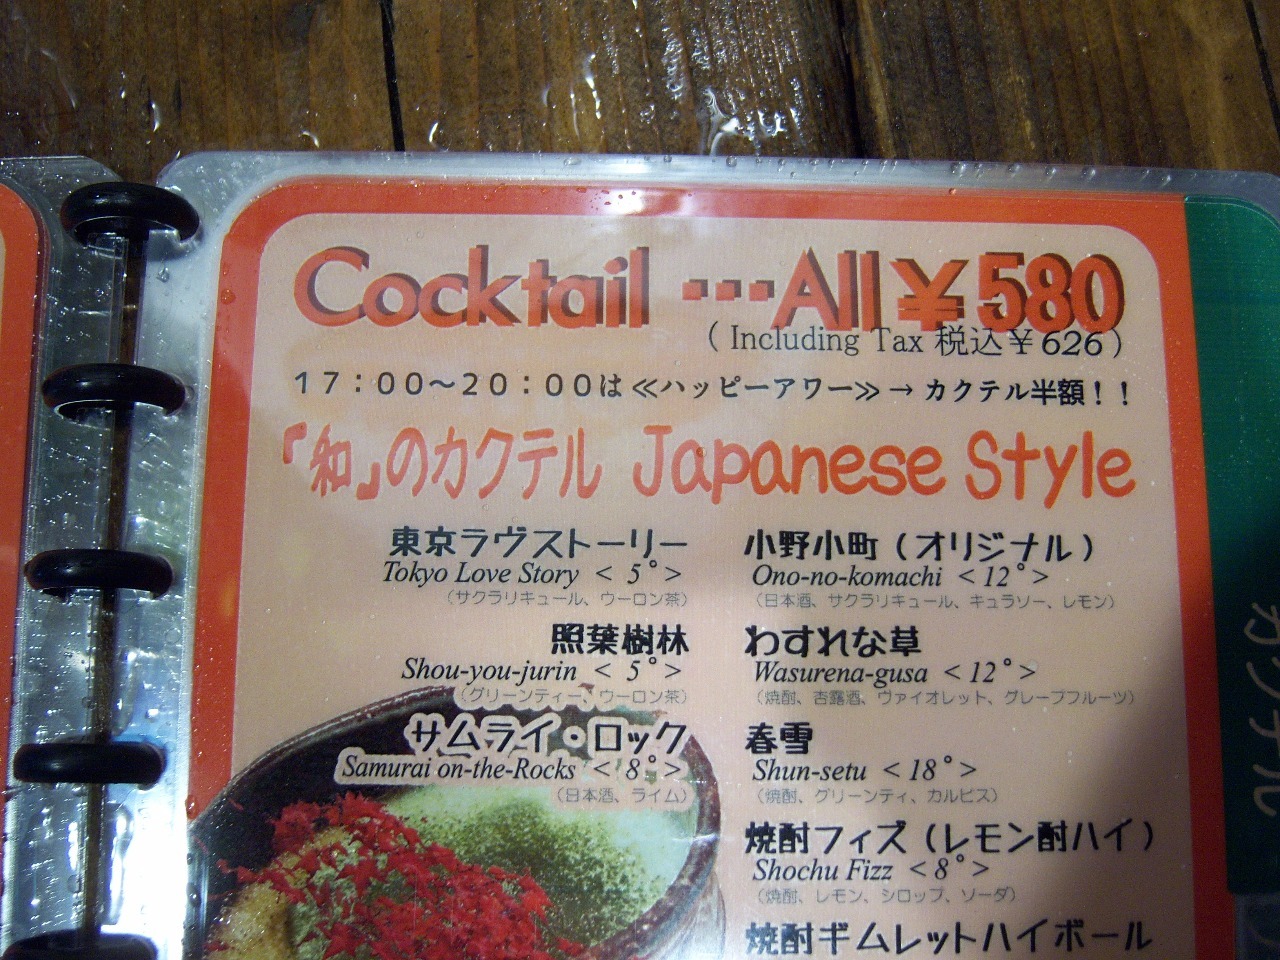 Cocktail …All¥580
( Including Tax 税込¥626 )
17:00～20:00は≪ハッピーアワー≫→カクテル半額!!
『和』のカクテル Japanese Style
東京ラヴストーリー
Tokyo Love Story < 5°>
(サクラリキュール、ウーロン茶)
照葉樹林
Shou-you-jurin < 5°>
(グリーンティー、ウーロン茶)
サムライ・ロック
Samurai on-the-Rocks < 8°>
(日本酒、ライム)
小野小町(オリジナル)
Ono-no-komachi <12°>
(日本酒、サクラリキュール、キュラソー、レモン)
わすれな草
Wasurena-gusa <12°>
(焼酎、杏露酒、ヴァイオレット、グレープフルーツ)
春雪
Shun-setu <18°>
(焼酎、グリーンティ、カルピス)
焼酎フィズ(レモン酎ハイ)
Shochu Fizz <8°>
(焼酎、レモン、シロップ、ソーダ)
焼酎ギムレットハイボール
カクテル